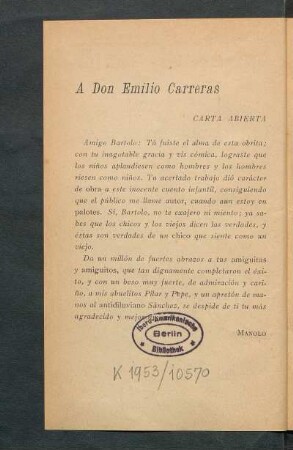 A Don Emilio Carreras
CARTA ABIERTA
Amigo Bartolo: Tú fuiste el alma de esta obrita;
con tu inagotable gracia y vis cómica, lograste que
los niños aplaudiesen como hombres y los hombres
riesen como niños. Tu acertado trabajo dió carácter
de obra a este inocente cuento infantil, consiguiendo
que el público me llame autor, cuando aun estoy en
palotes. Sí, Bartolo, no te exajero ni miento; ya sa-
bes que los chicos y los viejos dicen las verdades, y
éstas son verdades de un chico que siente como un
viejo.
Da un millón de fuertes abrazos a tus amiguitas
y amiguitos, que tan dignamente completaron el éxi-
to, y con un beso muy fuerte, de admiración y cari-
ño, a mis abuelitos Pilar y Pepe, y un apretón de ma-
nos al antidiluviano Sánchez, se despide de ti tu más
agradecido y mejor
MANOLO
Ibero-Amerikanische
Berlin
Bibliothek
K 1953/10570